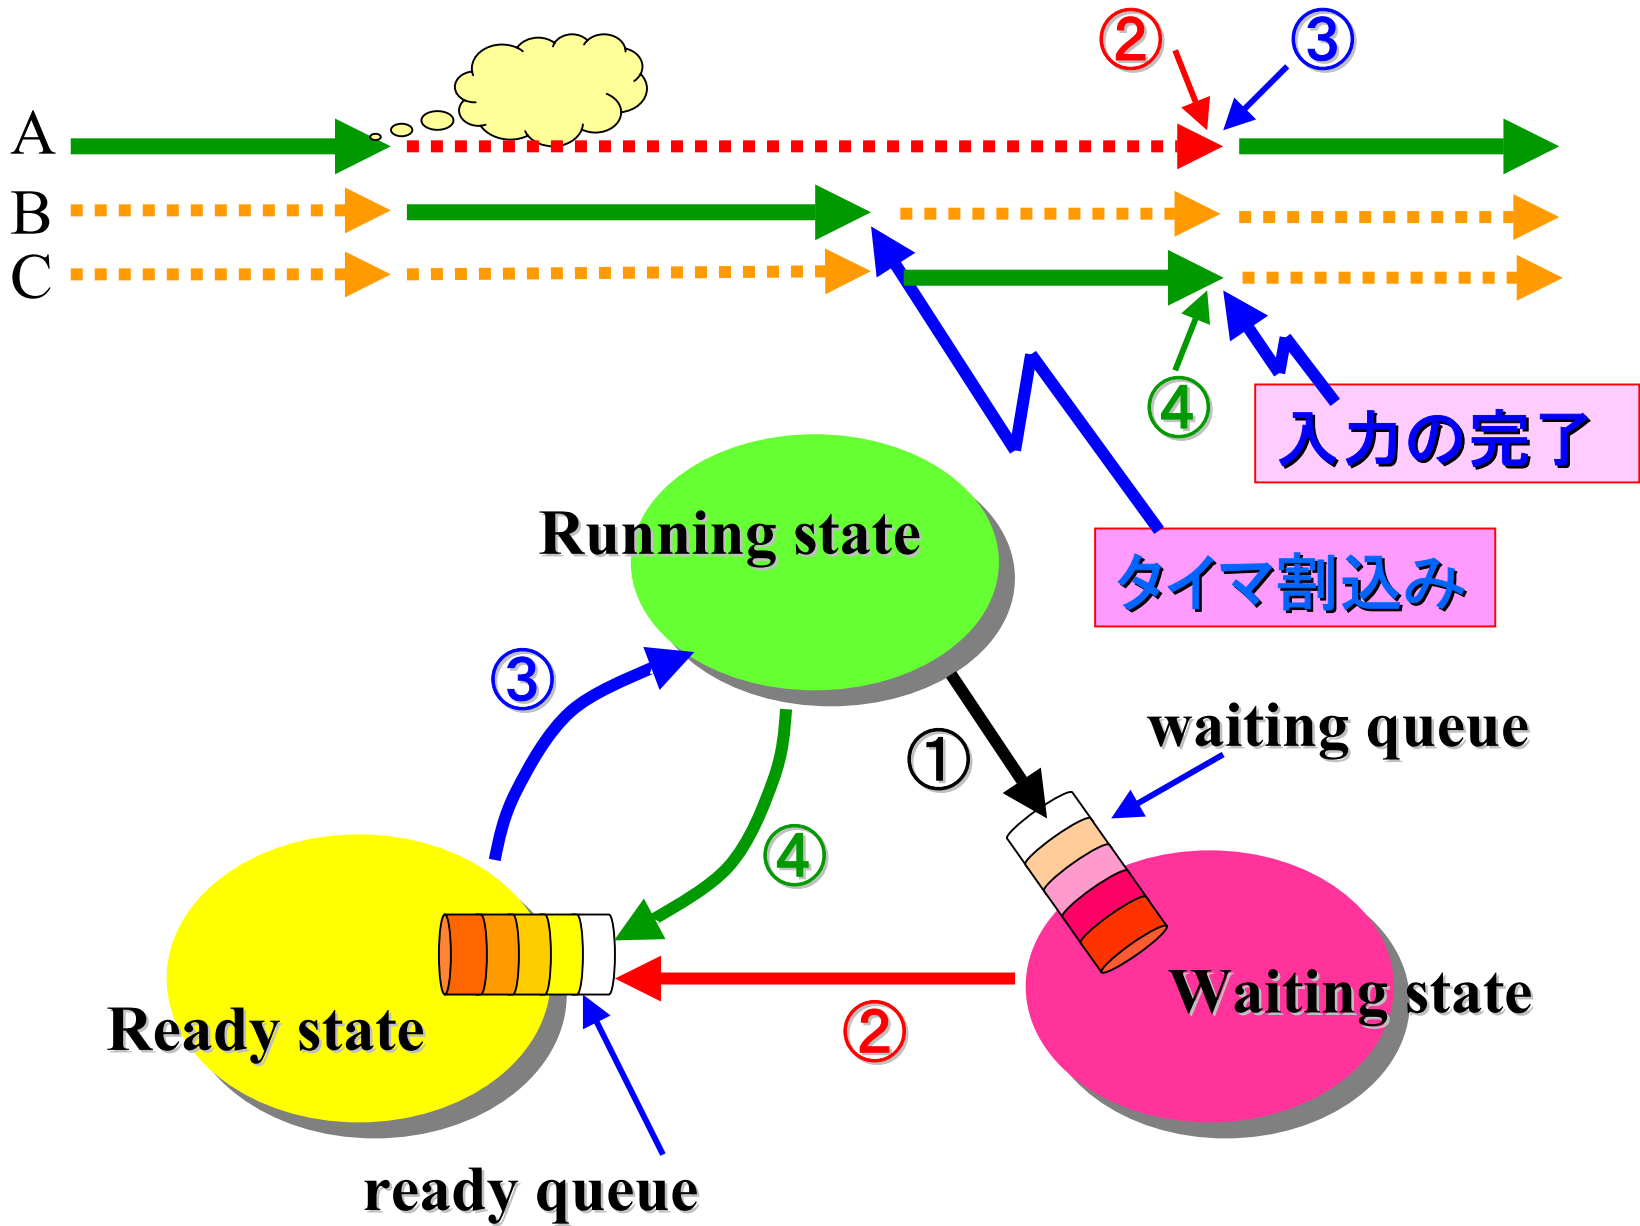 ② ③
A
B
C
④
入力の完了
Running state
タイマ割込み
③
waiting queue
①
④
Waiting state
Ready state
②
ready queue